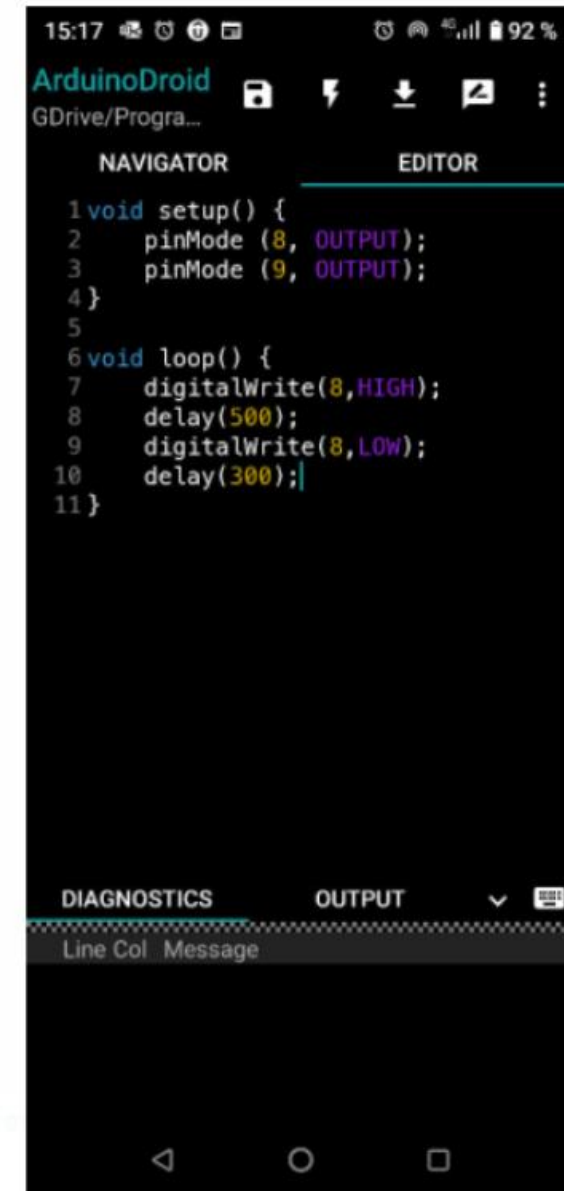 15:17 4G 92 %
ArduinoDroid
GDrive/Progra...
NAVIGATOR EDITOR
1 void setup() {
2 pinMode (8, OUTPUT);
3 pinMode (9, OUTPUT);
4 }
5
6 void loop() {
7 digitalWrite(8,HIGH);
8 delay(500);
9 digitalWrite(8,LOW);
10 delay(300);
11 }
DIAGNOSTICS OUTPUT
Line Col Message